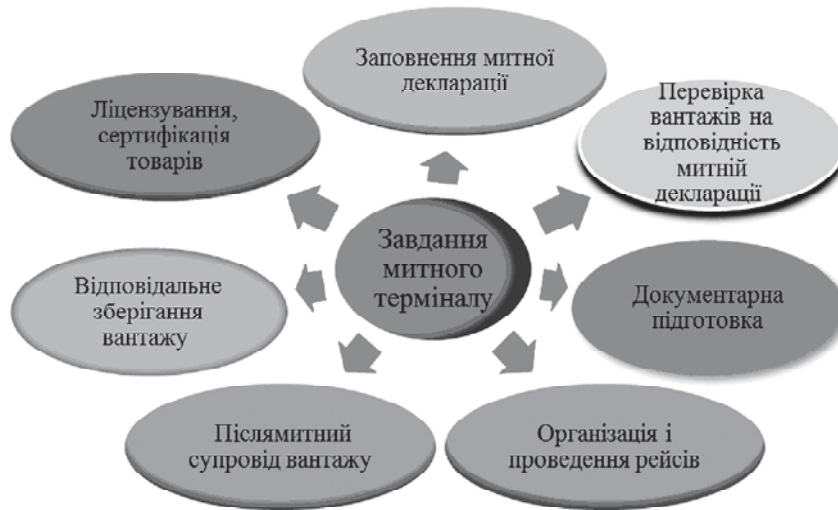 Заповнення митної
декларації
Ліцензування,
сертифікація
товарів
Перевірка
вантажів на
відповідність
митній
декларації
Завдання
митного
терміналу
Відповідальне
зберігання
вантажу
Документарна
підготовка
Післямитний
супровід вантажу
Організація і
проведення рейсів